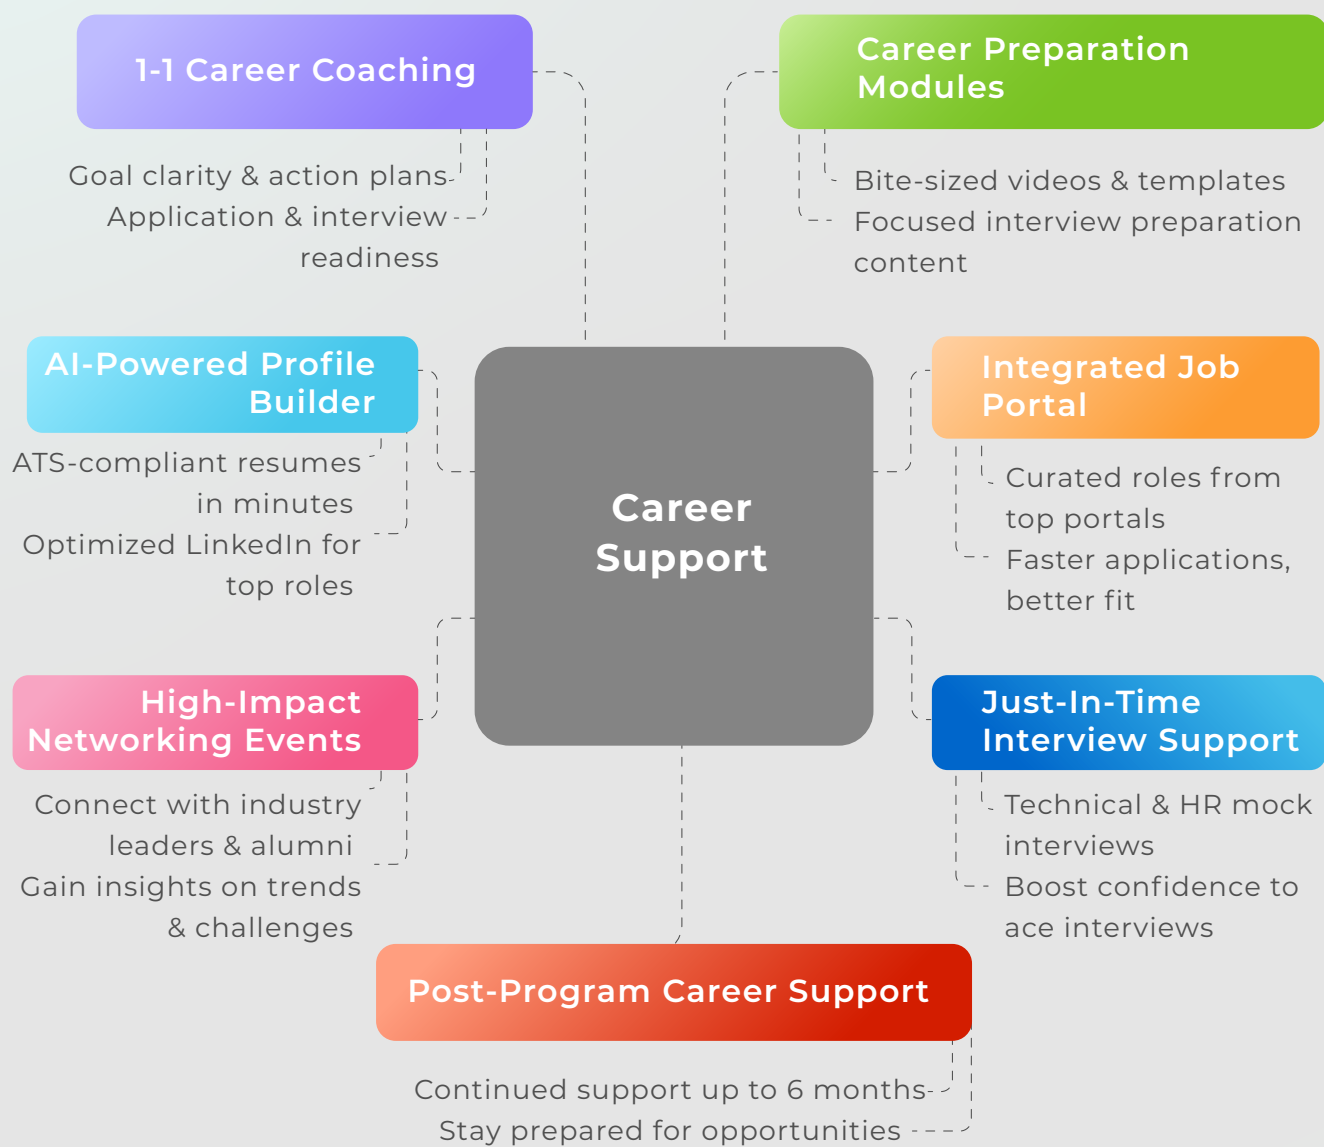 1-1 Career Coaching
Goal clarity & action plans
Application & interview
readiness
Career Preparation
Modules
Bite-sized videos & templates
Focused interview preparation
content
AI-Powered Profile
Builder
ATS-compliant resumes
in minutes
Optimized LinkedIn for
top roles
Career
Support
Integrated Job
Portal
Curated roles from
top portals
Faster applications,
better fit
High-Impact
Networking Events
Connect with industry
leaders & alumni
Gain insights on trends
& challenges
Just-In-Time
Interview Support
Technical & HR mock
interviews
Boost confidence to
ace interviews
Post-Program Career Support
Continued support up to 6 months
Stay prepared for opportunities